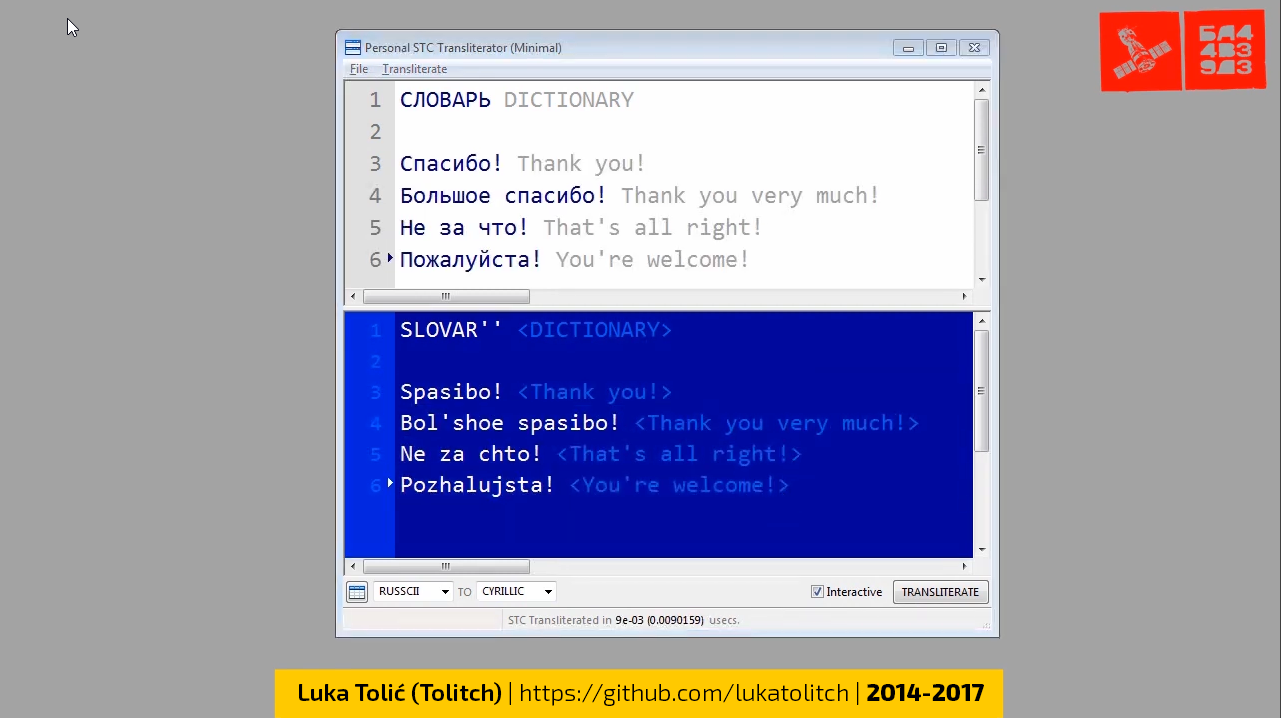 Personal STC Transliterator (Minimal)
File Transliterate
1 СЛОВАРЬ DICTIONARY
2
3 Спасибо! Thank you!
4 Большое спасибо! Thank you very much!
5 Не за что! That's all right!
6 Пожалуйста! You're welcome!
1 SLOVAR'' <DICTIONARY>
2
3 Spasibo! <Thank you!>
4 Bol'shoe spasibo! <Thank you very much!>
5 Ne za chto! <That's all right!>
6 Pozhalujsta! <You're welcome!>
RUSSCII TO CYRILLIC Interactive TRANSLITERATE
STC Transliterated in 9e-03 (0.0090159) usecs.
Luka Tolić (Tolitch) | https://github.com/lukatolitch | 2014-2017